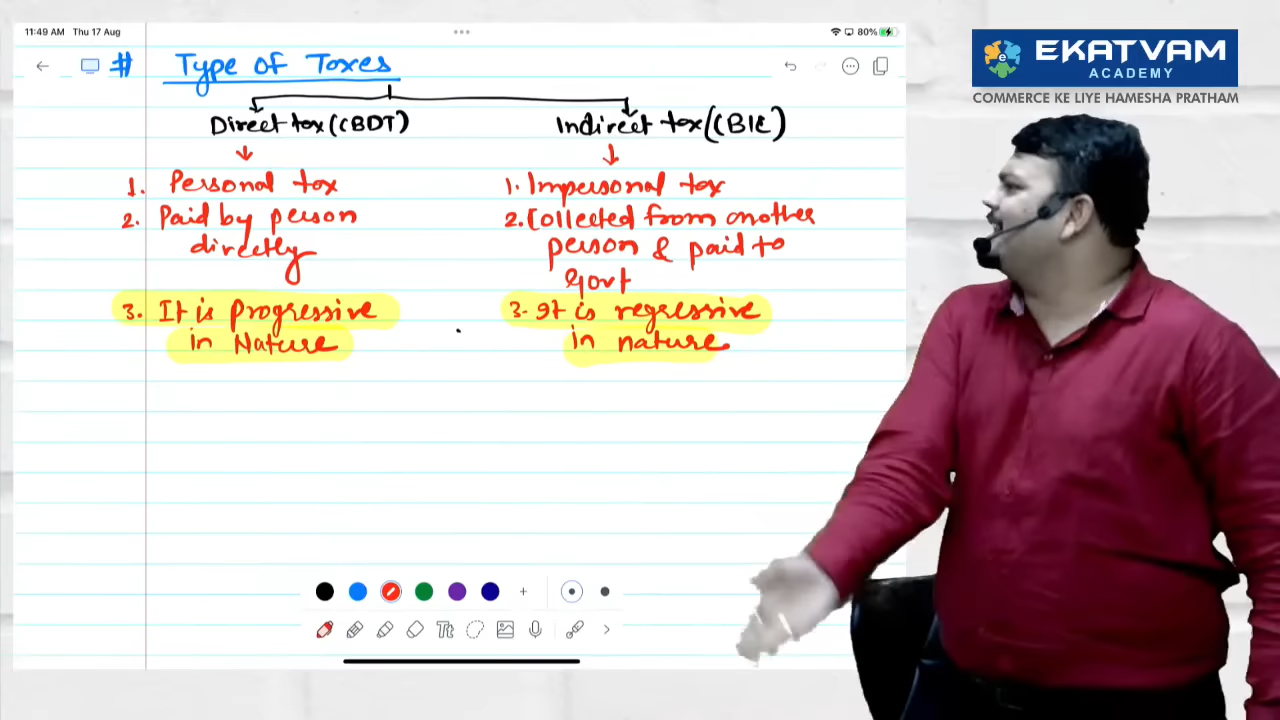 11:49 AM Thu 17 Aug
80%
# Type of Taxes
EKATVAM
ACADEMY
COMMERCE KE LIYE HAMESHA PRATHAM
Direct tax (CBDT)
Indirect tax (CBIC)
1. Personal tax
2. Paid by person
directly
3. It is progressive
in Nature
1. Impersonal tax
2. Collected from another
person & paid to
Govt
3. It is regressive
in nature
Tt